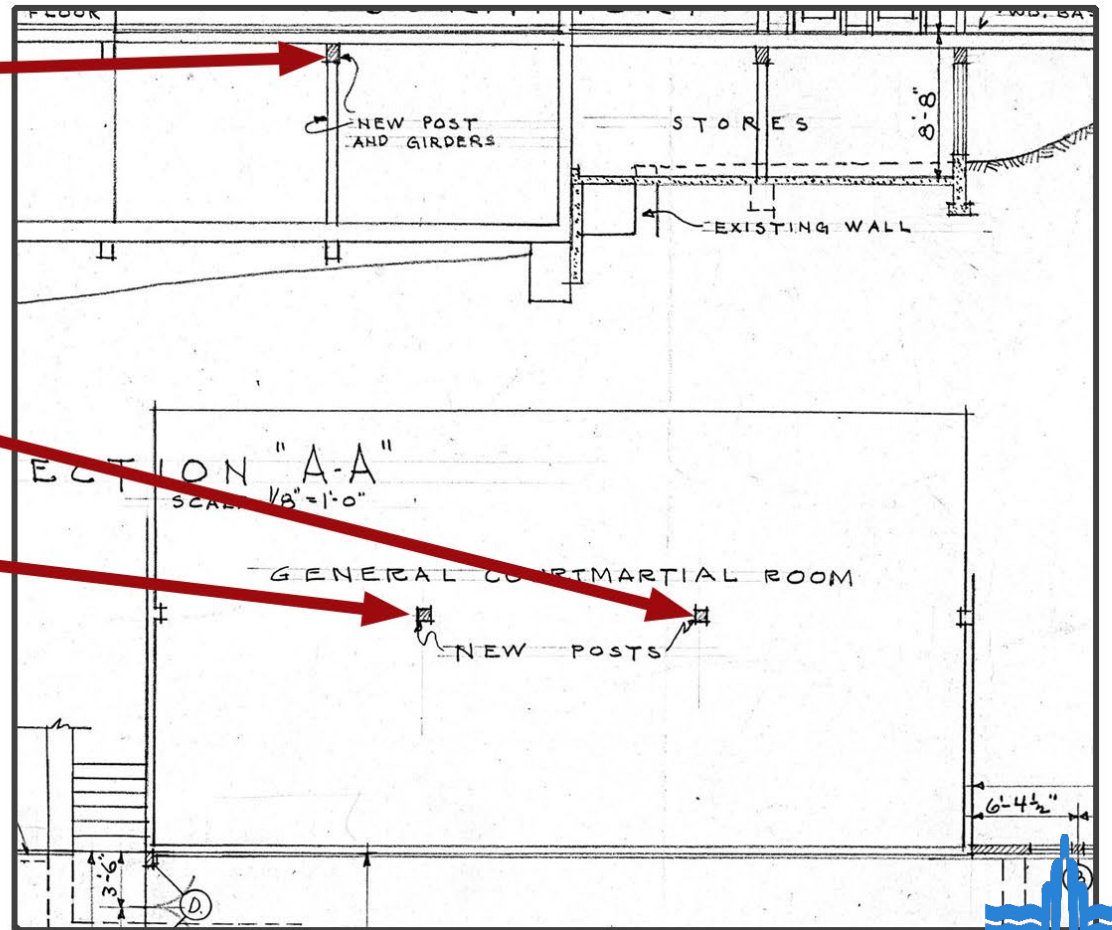 FLOOR
NEW POST
AND GIRDERS
STORES
8'-8"
EXISTING WALL
ECTION "A-A"
SCALE 1/8"=1'-0"
GENERAL COURTMARTIAL ROOM
NEW POSTS
6'-4½"
3'-6"
D